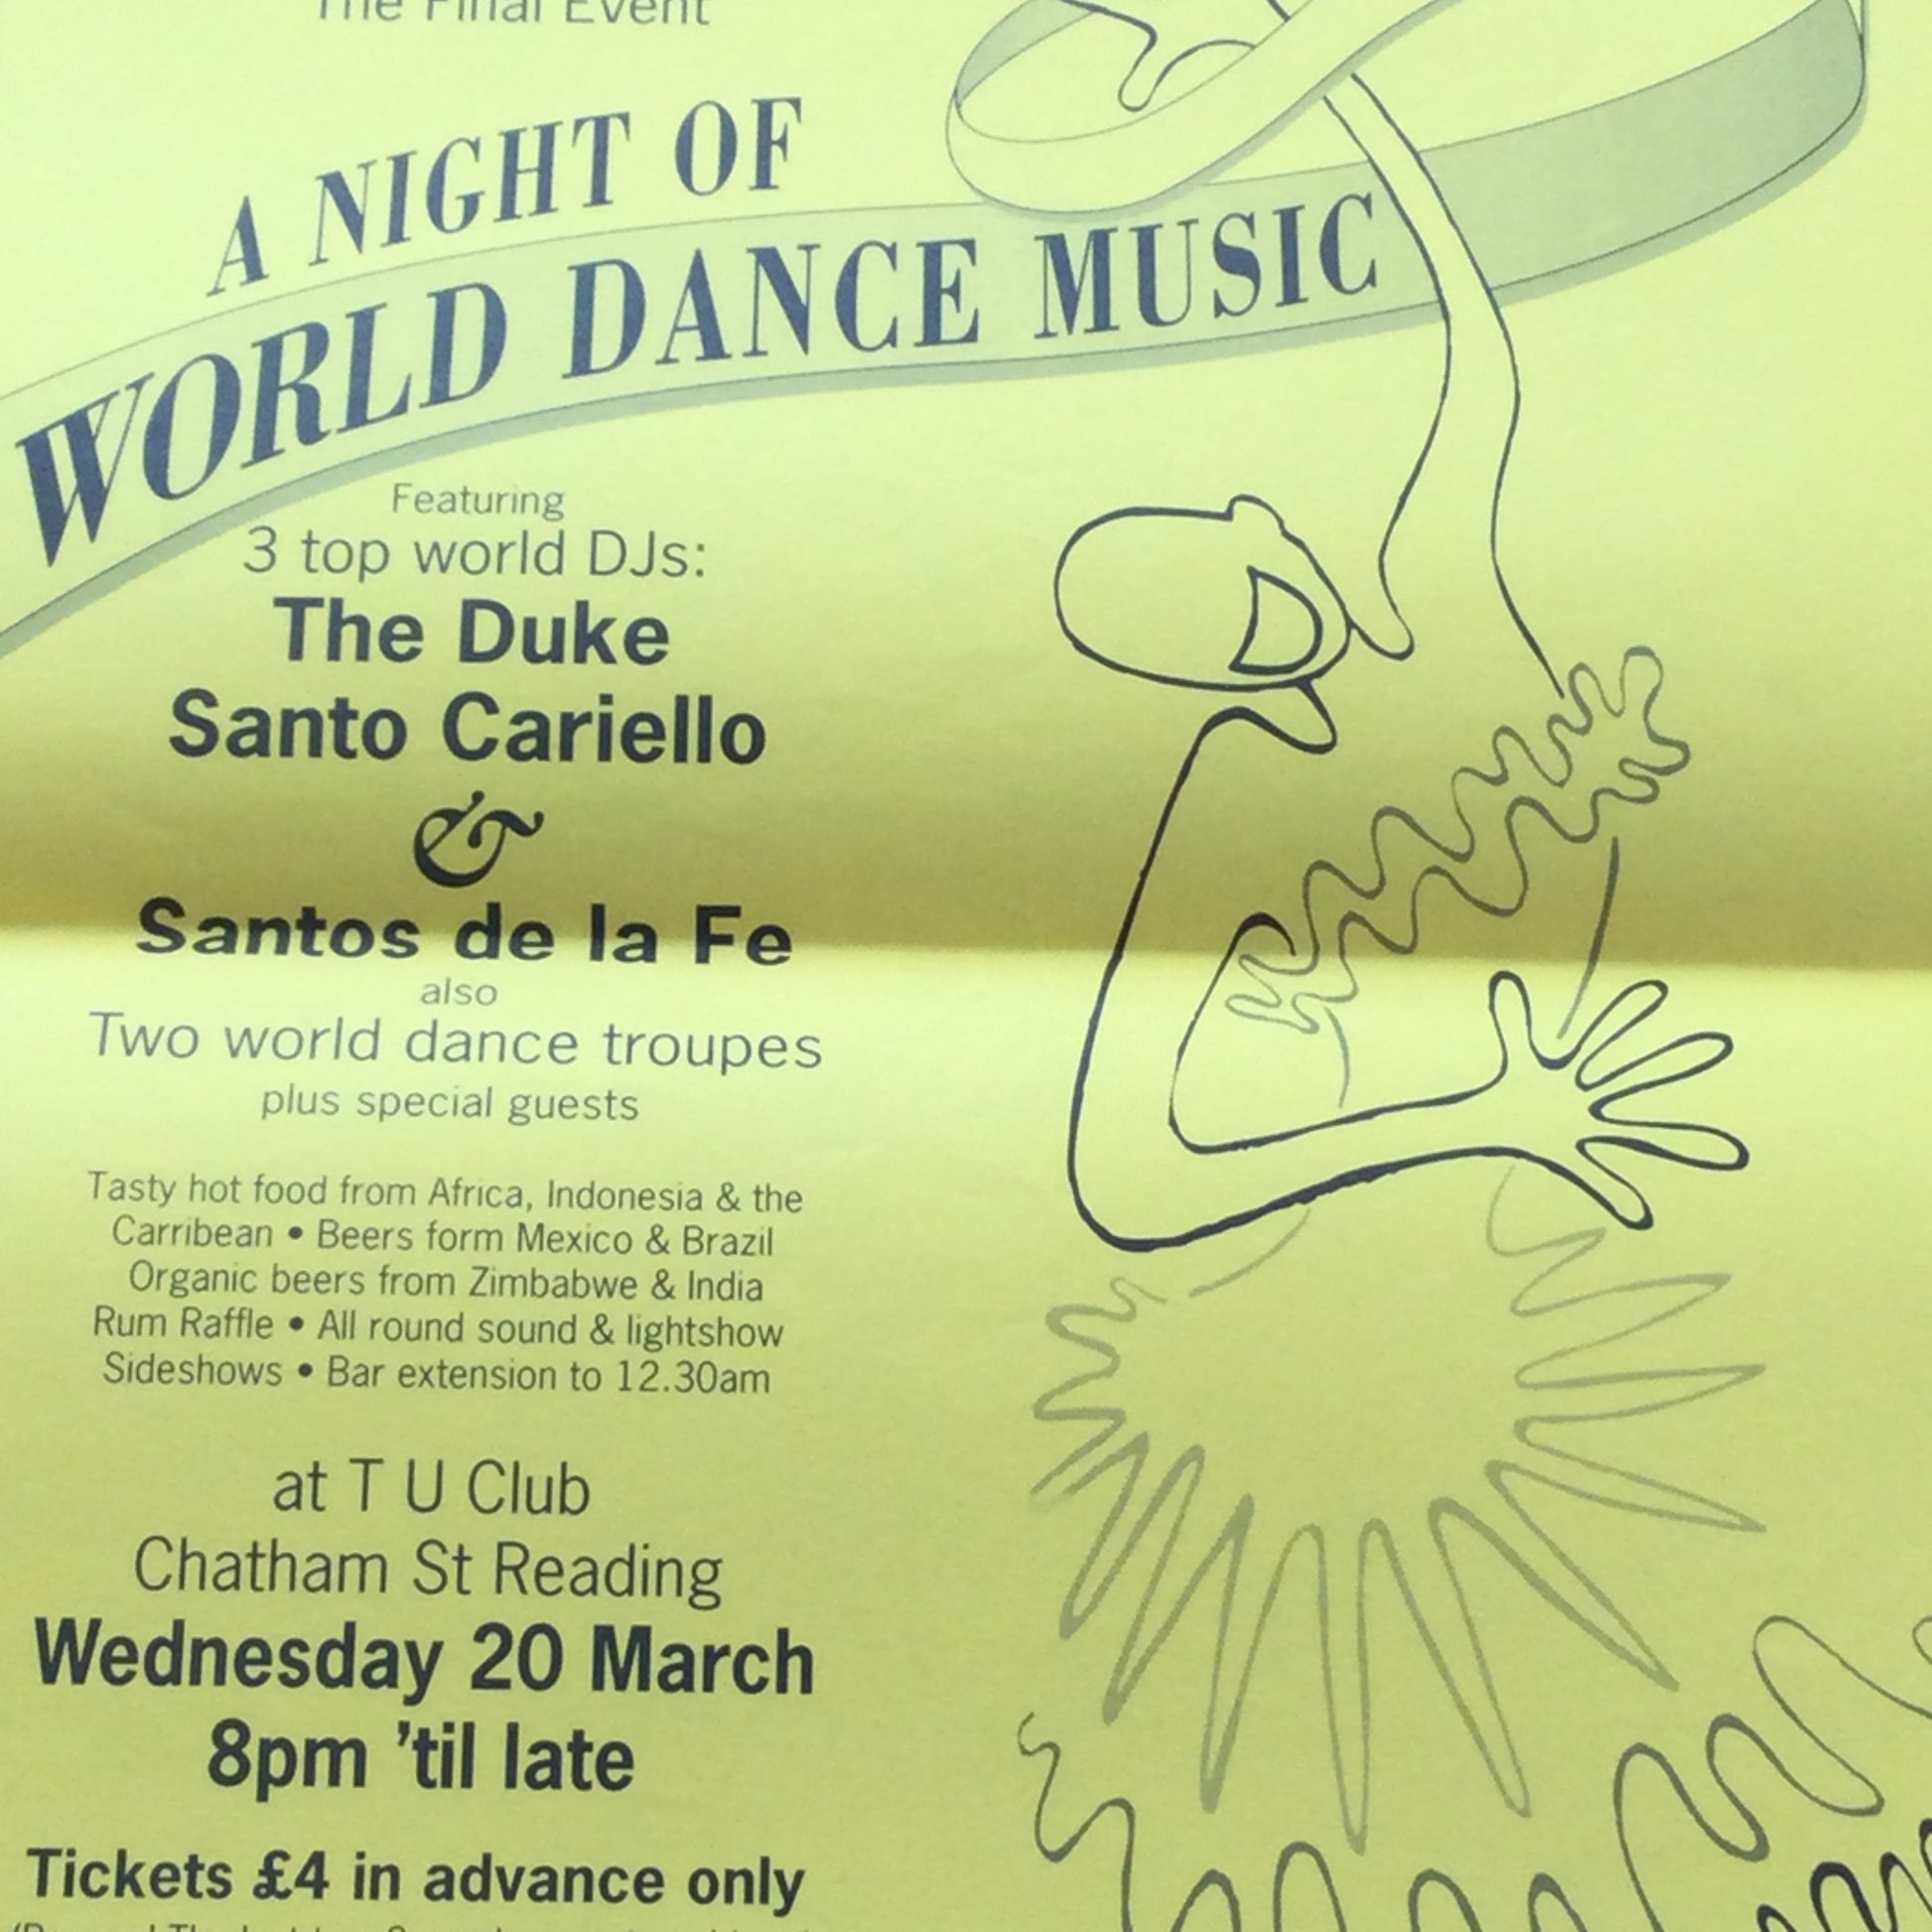 The Final Event
A NIGHT OF
WORLD DANCE MUSIC
Featuring
3 top world DJs:
The Duke
Santo Cariello
&
Santos de la Fe
also
Two world dance troupes
plus special guests
Tasty hot food from Africa, Indonesia & the
Carribean • Beers form Mexico & Brazil
Organic beers from Zimbabwe & India
Rum Raffle • All round sound & lightshow
Sideshows • Bar extension to 12.30am
at T U Club
Chatham St Reading
Wednesday 20 March
8pm ’til late
Tickets £4 in advance only